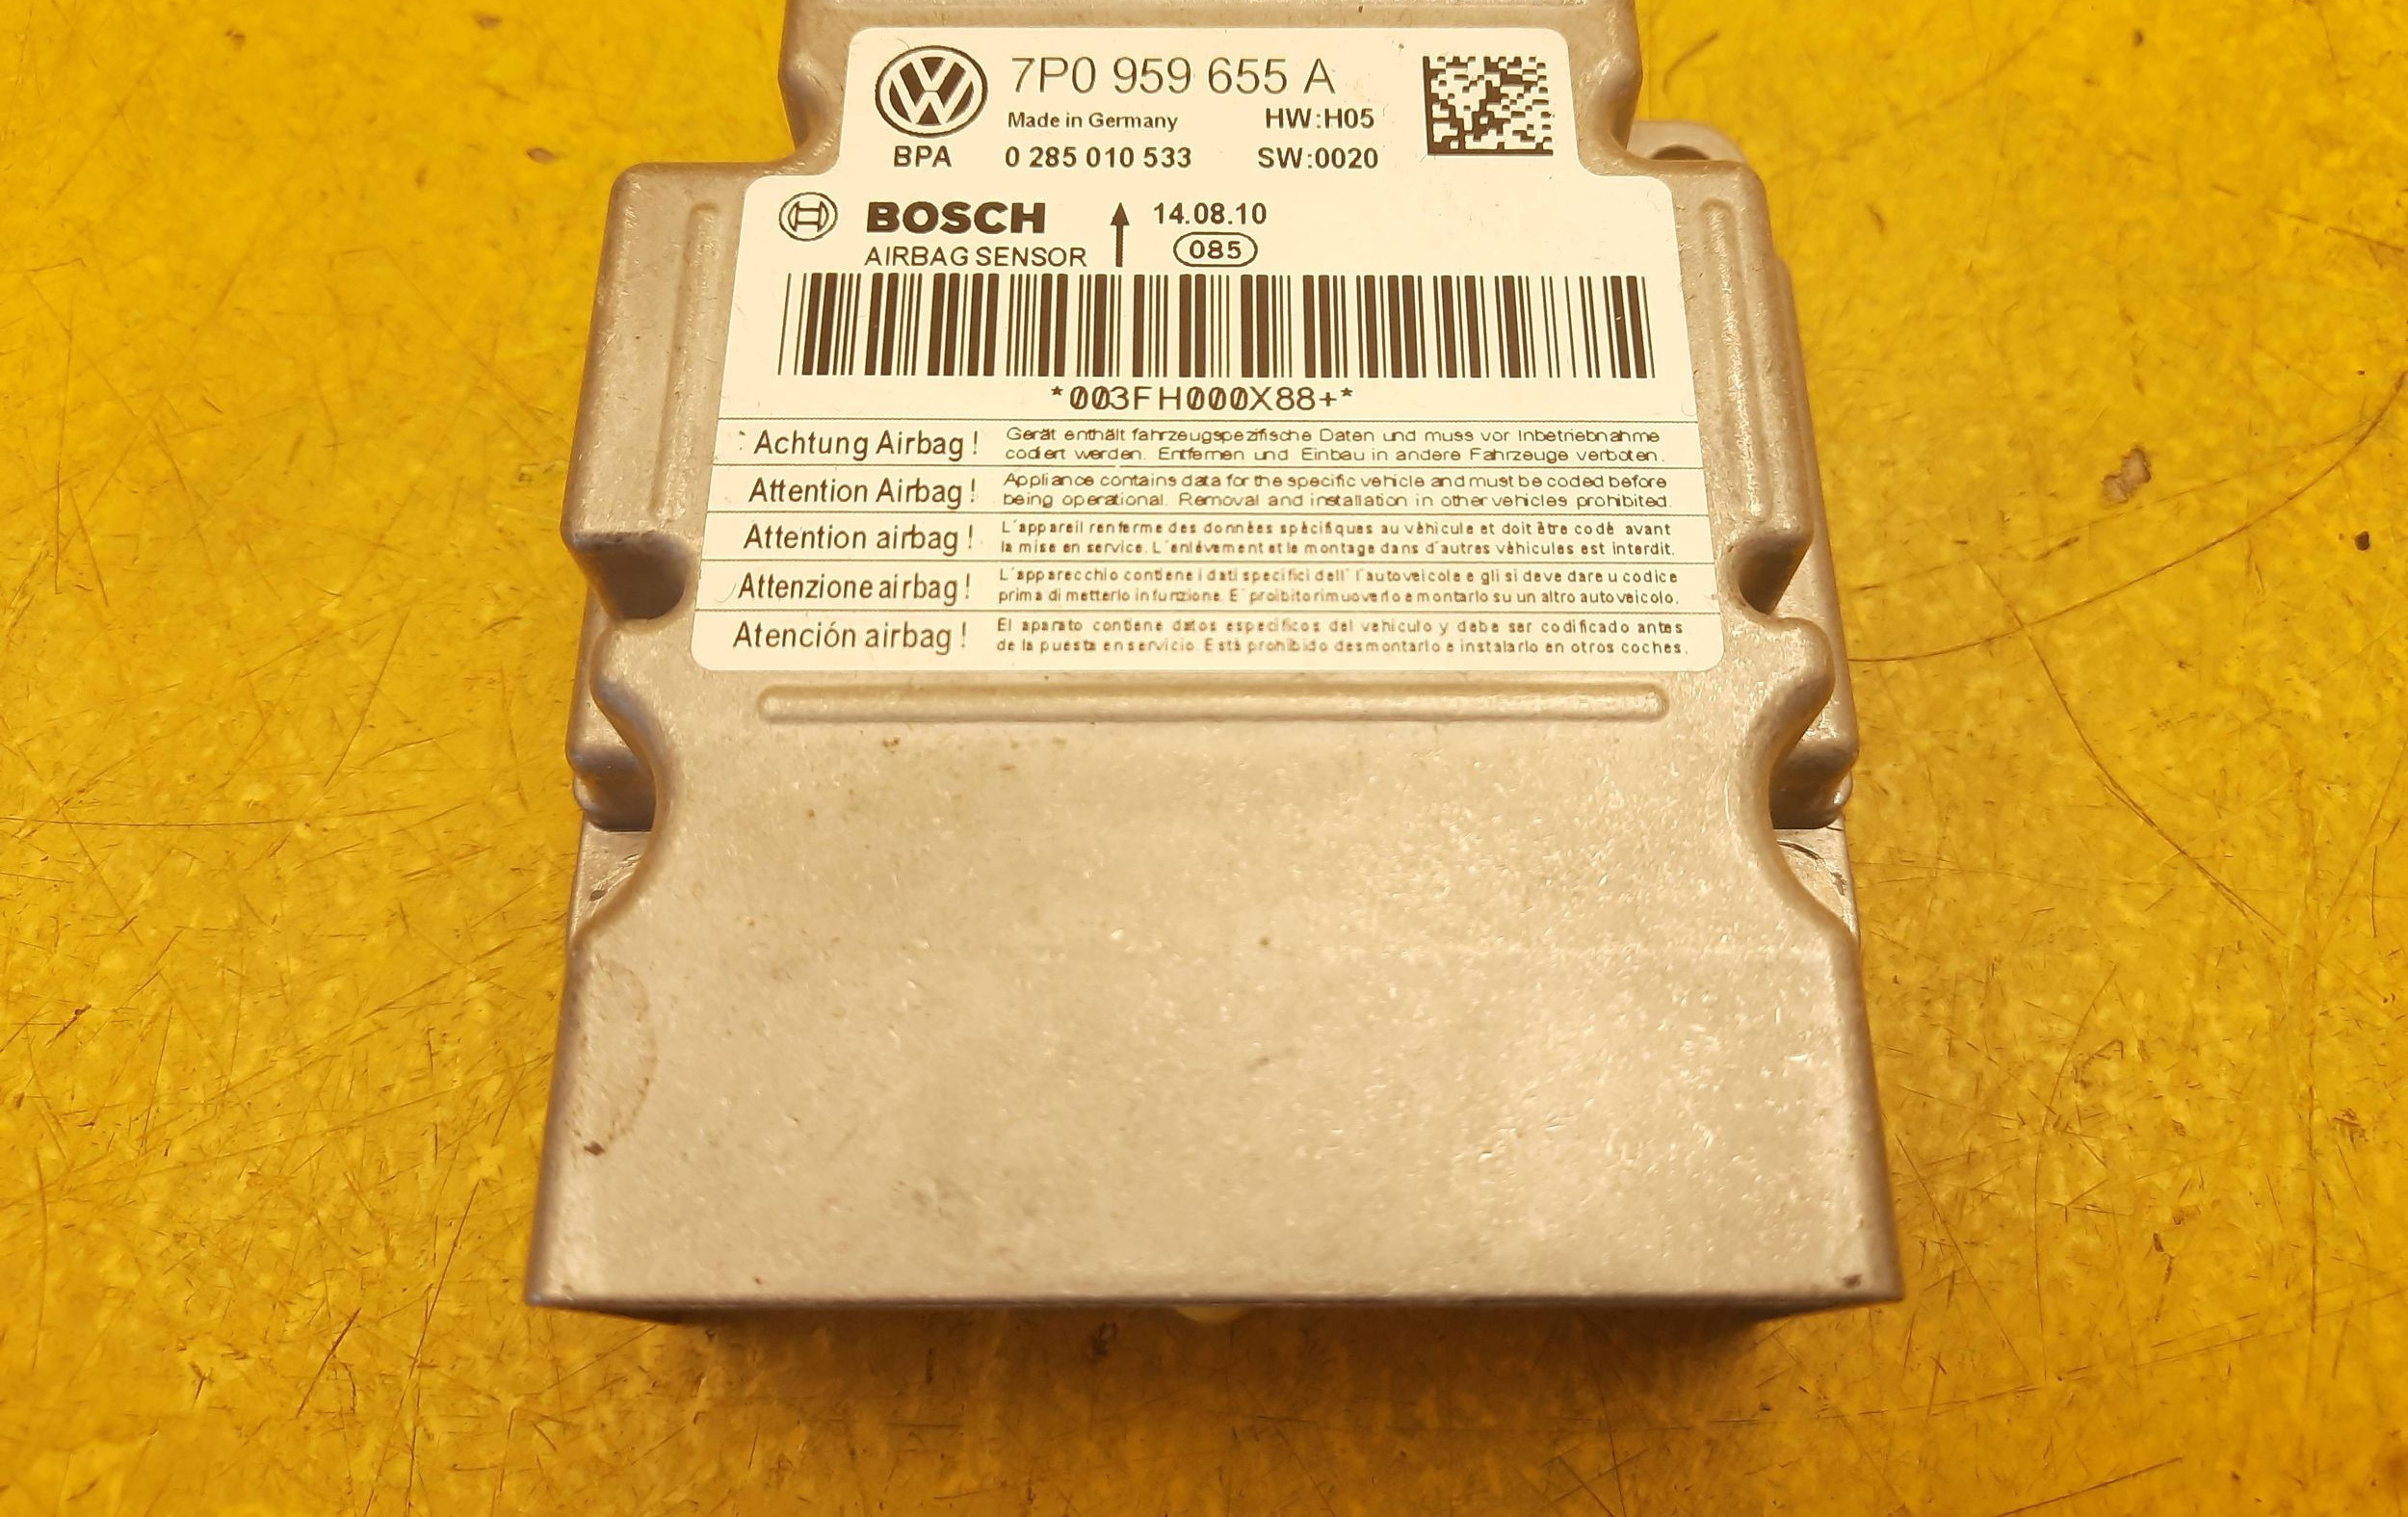 7P0 959 655 A
Made in Germany HW:H05
BPA 0 285 010 533 SW:0020
BOSCH 14.08.10
AIRBAG SENSOR 085
*003FH000X88+*
Achtung Airbag! Gerät enthält fahrzeugspezifische Daten und muss vor Inbetriebnahme
codiert werden. Entfernen und Einbau in andere Fahrzeuge verboten.
Attention Airbag! Appliance contains data for the specific vehicle and must be coded before
being operational. Removal and installation in other vehicles prohibited.
Attention airbag! L´appareil renferme des données spécifiques au véhicule et doit être codé avant
la mise en service. L´enlévement et le montage dans d´autres véhicules est interdit.
Attenzione airbag! L´apparecchio contiene i dati specifici dell´ l´autoveicolo e gli si deve dare u codice
prima di metterlo in funzione. E´ proibito rimuoverlo e montarlo su un altro autoveicolo.
Atención airbag! El aparato contiene datos específicos del vehículo y debe ser codificado antes
de la puesta en servicio. Está prohibido desmontarlo e instalarlo en otros coches.